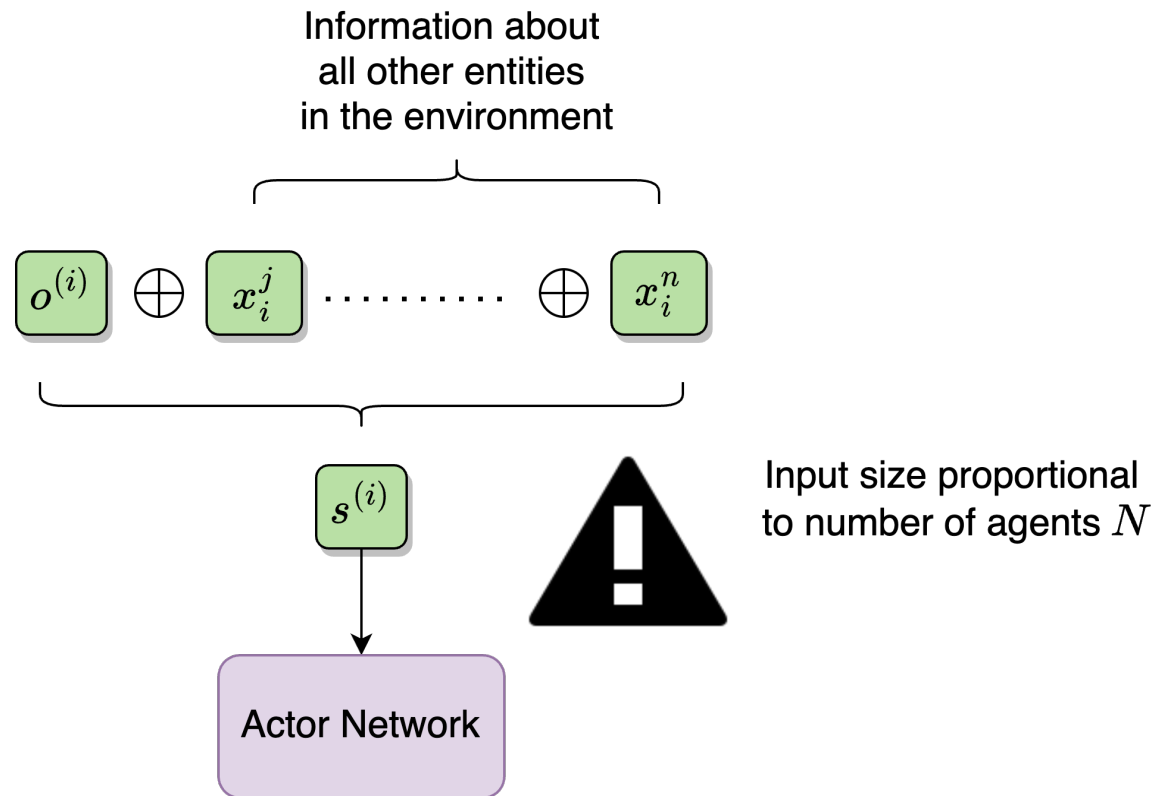 Information about
all other entities
in the environment
o^{(i)} ⊕ x_i^j .......... ⊕ x_i^n
s^{(i)}
Input size proportional
to number of agents N
Actor Network